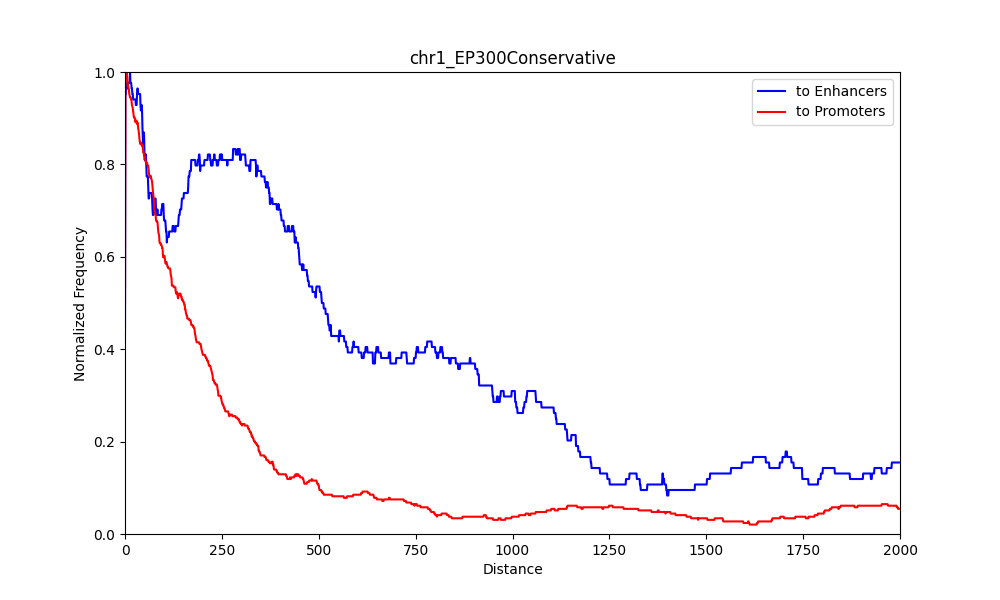 chr1_EP300Conservative
to Enhancers
to Promoters
Normalized Frequency
1.0
0.8
0.6
0.4
0.2
0.0
0 250 500 750 1000 1250 1500 1750 2000
Distance